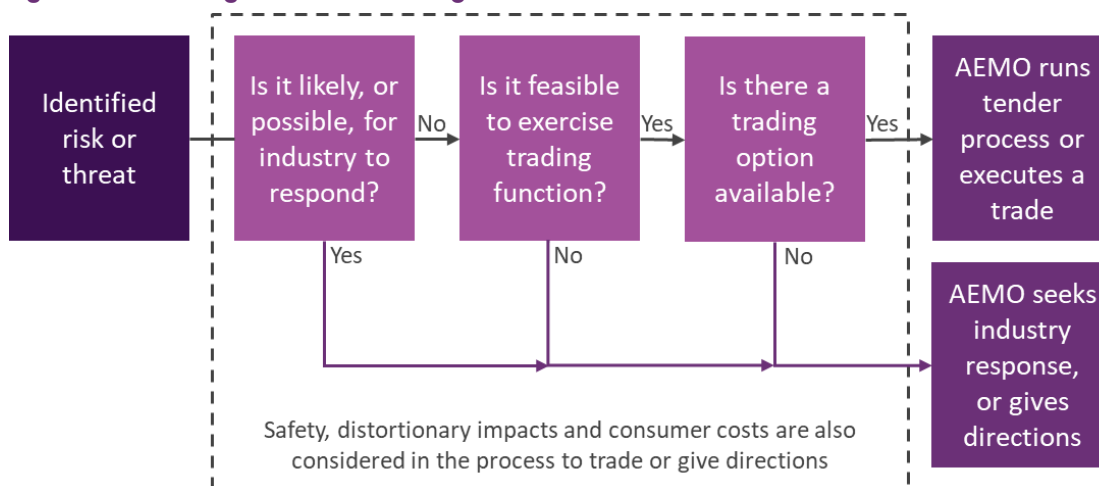 Identified
risk or
threat
Is it likely, or
possible, for
industry to
respond?
No
Is it feasible
to exercise
trading
function?
Yes
Is there a
trading
option
available?
Yes
AEMO runs
tender
process or
executes a
trade
Yes
No
No
AEMO seeks
industry
response,
or gives
directions
Safety, distortionary impacts and consumer costs are also
considered in the process to trade or give directions